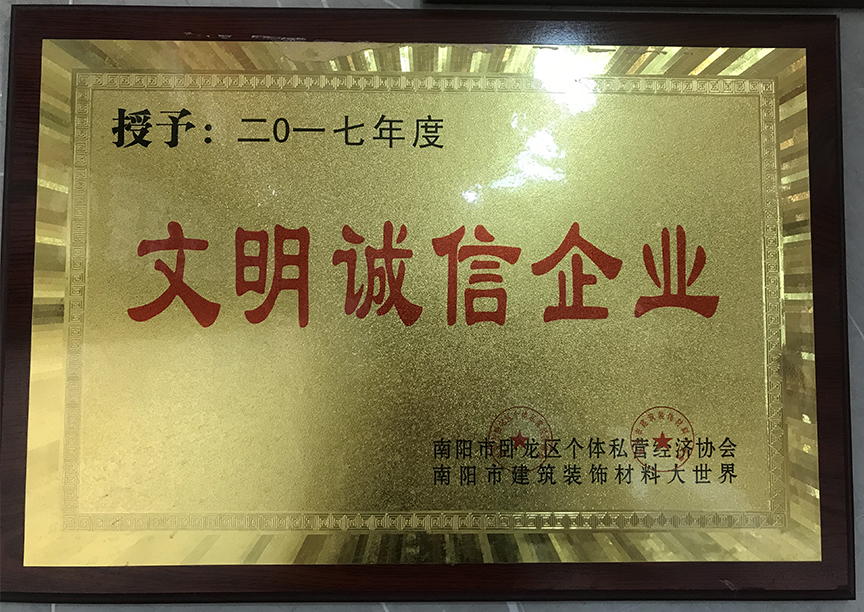 授予：二0一七年度
文明诚信企业
南阳市卧龙区个体私营经济协会
南阳市建筑装饰材料大世界